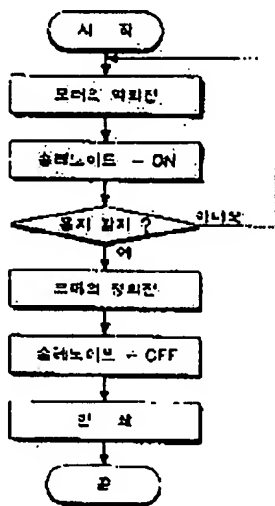 시 작
모터의 역회전
솔레노이드 - ON
용지 감지 ?
아니오
예
모터의 정회전
솔레노이드 - OFF
인 쇄
끝